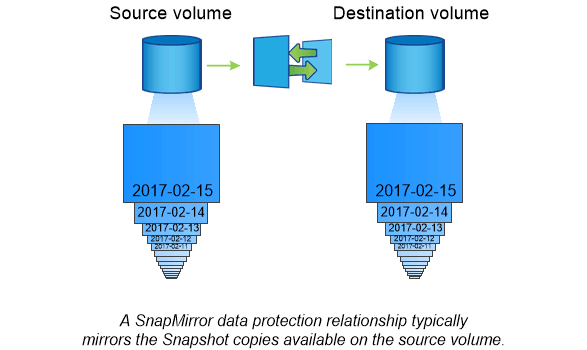 Source volume
Destination volume
2017-02-15
2017-02-14
2017-02-13
2017-02-12
2017-02-11
2017-02-15
2017-02-14
2017-02-13
2017-02-12
2017-02-11
A SnapMirror data protection relationship typically
mirrors the Snapshot copies available on the source volume.